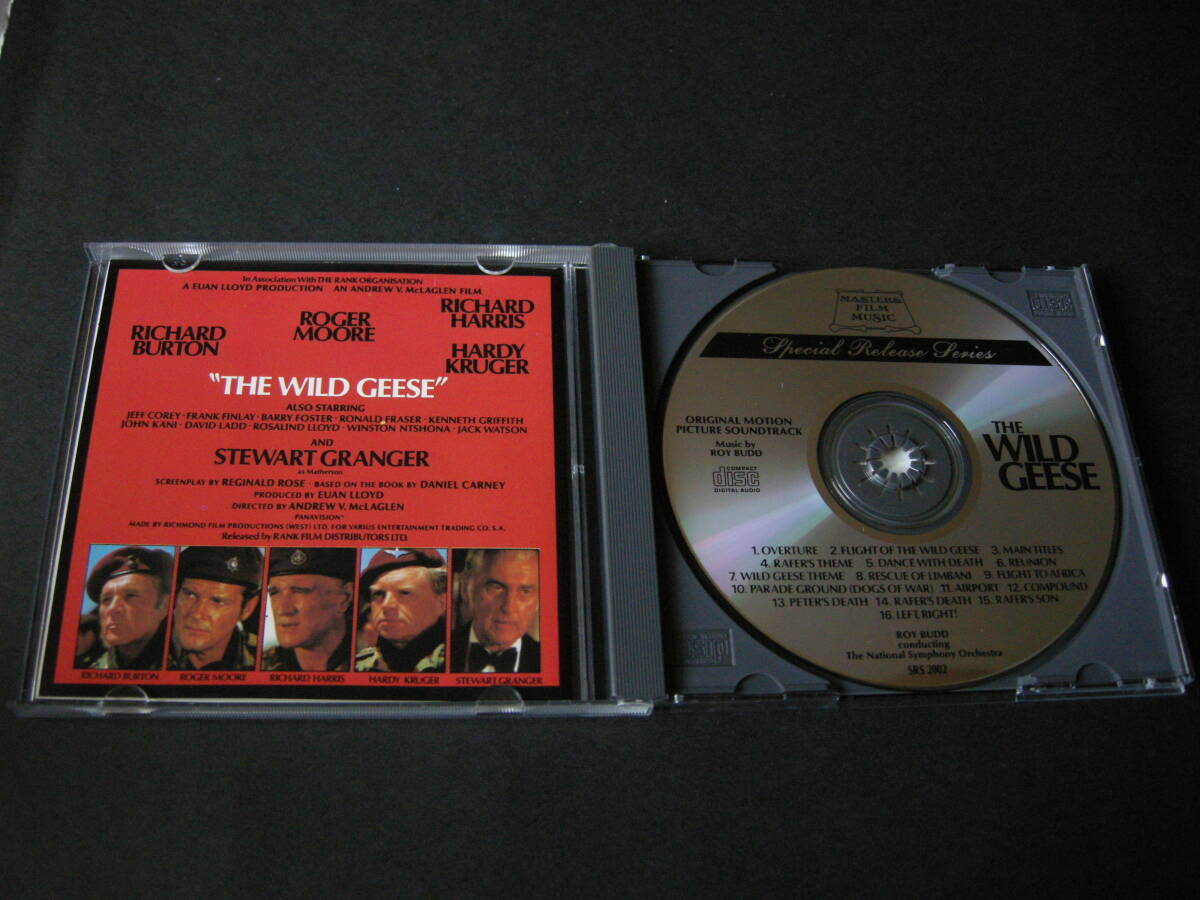 In Association With THE RANK ORGANISATION
A EUAN LLOYD PRODUCTION AN ANDREW V. McLAGLEN FILM
RICHARD
BURTON
ROGER
MOORE
RICHARD
HARRIS
HARDY
KRUGER
"THE WILD GEESE"
ALSO STARRING
JEFF COREY · FRANK FINLAY · BARRY FOSTER · RONALD FRASER · KENNETH GRIFFITH
JOHN KANI · DAVID LADD · ROSALIND LLOYD · WINSTON NTSHONA · JACK WATSON
AND
STEWART GRANGER
as Matherson
SCREENPLAY BY REGINALD ROSE · BASED ON THE BOOK BY DANIEL CARNEY
PRODUCED BY EUAN LLOYD
DIRECTED BY ANDREW V. McLAGLEN
PANAVISION®
MADE BY RICHMOND FILM PRODUCTIONS (WEST) LTD. FOR VARIUS ENTERTAINMENT TRADING CO. S.A.
Released by RANK FILM DISTRIBUTORS LTD.
RICHARD BURTON ROGER MOORE RICHARD HARRIS HARDY KRUGER STEWART GRANGER
MASTERS
FILM
MUSIC
Special Release Series
ORIGINAL MOTION
PICTURE SOUNDTRACK
Music by
ROY BUDD
COMPACT
disc
DIGITAL AUDIO
THE
WILD
GEESE
1. OVERTURE 2. FLIGHT OF THE WILD GEESE 3. MAIN TITLES
4. RAFER'S THEME 5. DANCE WITH DEATH 6. REUNION
7. WILD GEESE THEME 8. RESCUE OF LIMBANI 9. FLIGHT TO AFRICA
10. PARADE GROUND (DOGS OF WAR) 11. AIRPORT 12. COMPOUND
13. PETER'S DEATH 14. RAFER'S DEATH 15. RAFER'S SON
16. LEFT, RIGHT!
ROY BUDD
conducting
The National Symphony Orchestra
SRS 2002